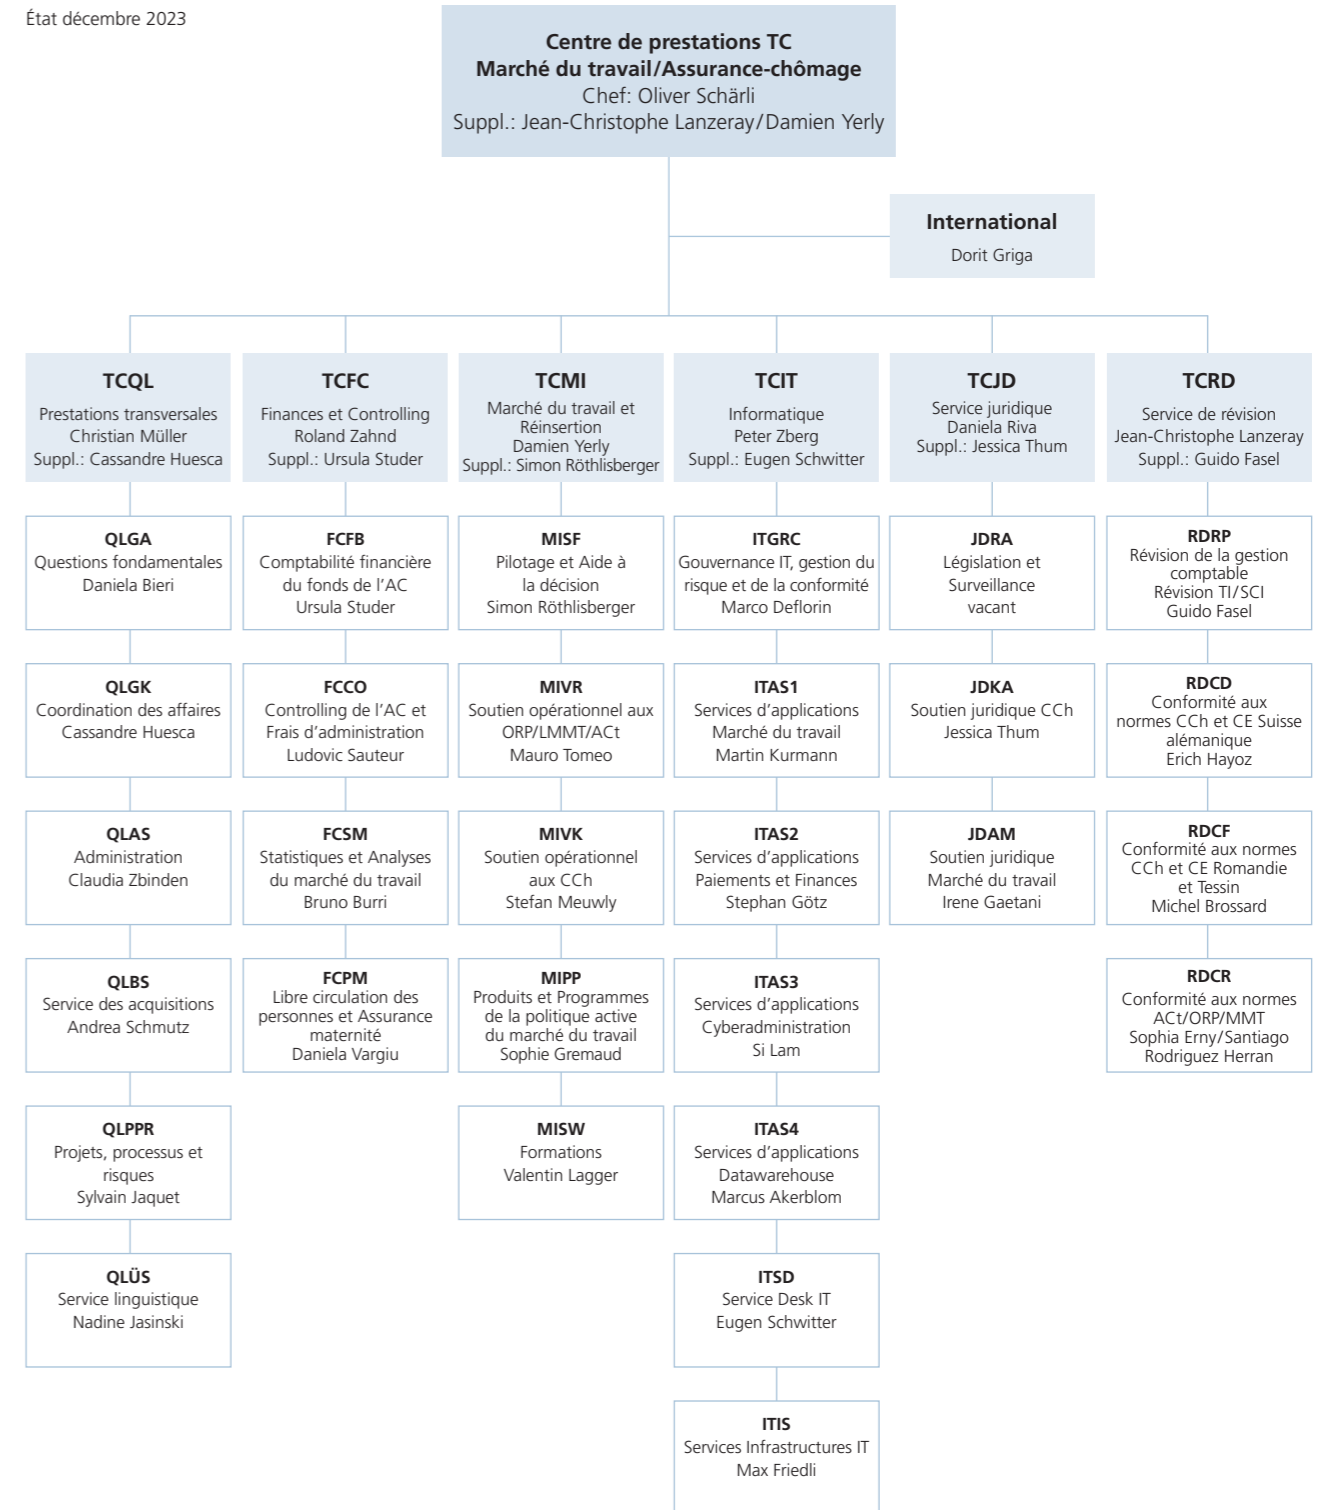 État décembre 2023
Centre de prestations TC
Marché du travail/Assurance-chômage
Chef: Oliver Schärli
Suppl.: Jean-Christophe Lanzeray/Damien Yerly
International
Dorit Griga
TCQL
Prestations transversales
Christian Müller
Suppl.: Cassandre Huesca
QLGA
Questions fondamentales
Daniela Bieri
QLGK
Coordination des affaires
Cassandre Huesca
QLAS
Administration
Claudia Zbinden
QLBS
Service des acquisitions
Andrea Schmutz
QLPPR
Projets, processus et
risques
Sylvain Jaquet
QLÜS
Service linguistique
Nadine Jasinski
TCFC
Finances et Controlling
Roland Zahnd
Suppl.: Ursula Studer
FCFB
Comptabilité financière
du fonds de l'AC
Ursula Studer
FCCO
Controlling de l'AC et
Frais d'administration
Ludovic Sauteur
FCSM
Statistiques et Analyses
du marché du travail
Bruno Burri
FCPM
Libre circulation des
personnes et Assurance
maternité
Daniela Vargiu
TCMI
Marché du travail et
Réinsertion
Damien Yerly
Suppl.: Simon Röthlisberger
MISF
Pilotage et Aide à
la décision
Simon Röthlisberger
MIVR
Soutien opérationnel aux
ORP/LMMT/ACt
Mauro Tomeo
MIVK
Soutien opérationnel
aux CCh
Stefan Meuwly
MIPP
Produits et Programmes
de la politique active
du marché du travail
Sophie Gremaud
MISW
Formations
Valentin Lagger
TCIT
Informatique
Peter Zberg
Suppl.: Eugen Schwitter
ITGRC
Gouvernance IT, gestion du
risque et de la conformité
Marco Deflorin
ITAS1
Services d'applications
Marché du travail
Martin Kurmann
ITAS2
Services d'applications
Paiements et Finances
Stephan Götz
ITAS3
Services d'applications
Cyberadministration
Si Lam
ITAS4
Services d'applications
Datawarehouse
Marcus Akerblom
ITSD
Service Desk IT
Eugen Schwitter
ITIS
Services Infrastructures IT
Max Friedli
TCJD
Service juridique
Daniela Riva
Suppl.: Jessica Thum
JDRA
Législation et
Surveillance
vacant
JDKA
Soutien juridique CCh
Jessica Thum
JDAM
Soutien juridique
Marché du travail
Irene Gaetani
TCRD
Service de révision
Jean-Christophe Lanzeray
Suppl.: Guido Fasel
RDRP
Révision de la gestion
comptable
Révision TI/SCI
Guido Fasel
RDCD
Conformité aux
normes CCh et CE Suisse
alémanique
Erich Hayoz
RDCF
Conformité aux normes
CCh et CE Romandie
et Tessin
Michel Brossard
RDCR
Conformité aux normes
ACt/ORP/MMT
Sophia Erny/Santiago
Rodriguez Herran